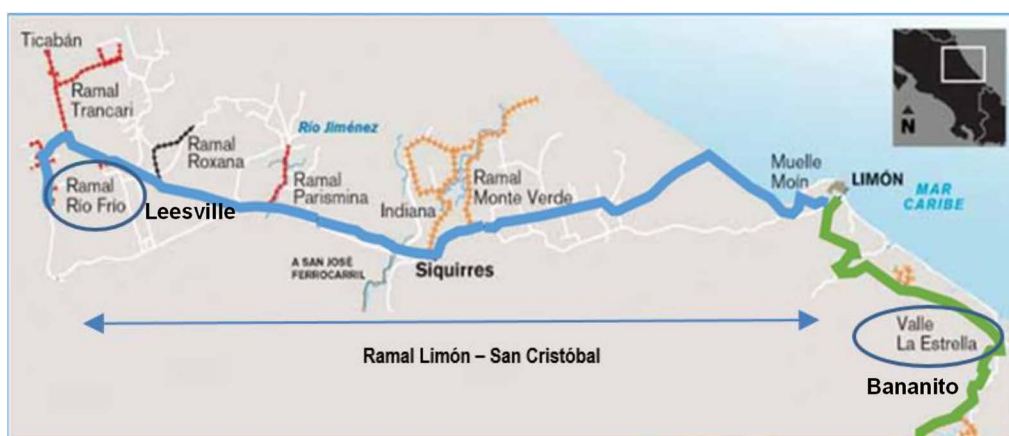 Ticabán
Ramal
Trancari
Ramal
Roxana
Río Jiménez
Ramal
Río Frio
Leesville
Ramal
Parismina
Indiana
Ramal
Monte Verde
Muelle
Moín
LIMÓN
MAR
CARIBE
N
A SAN JOSÉ
FERROCARRIL
Siquirres
Ramal Limón – San Cristóbal
Valle
La Estrella
Bananito